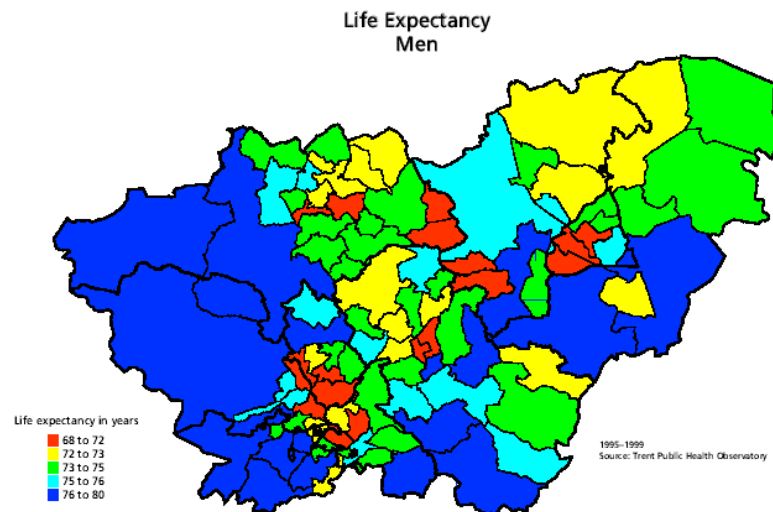 Life Expectancy
Men
Life expectancy in years
68 to 72
72 to 73
73 to 75
75 to 76
76 to 80
1995–1999
Source: Trent Public Health Observatory